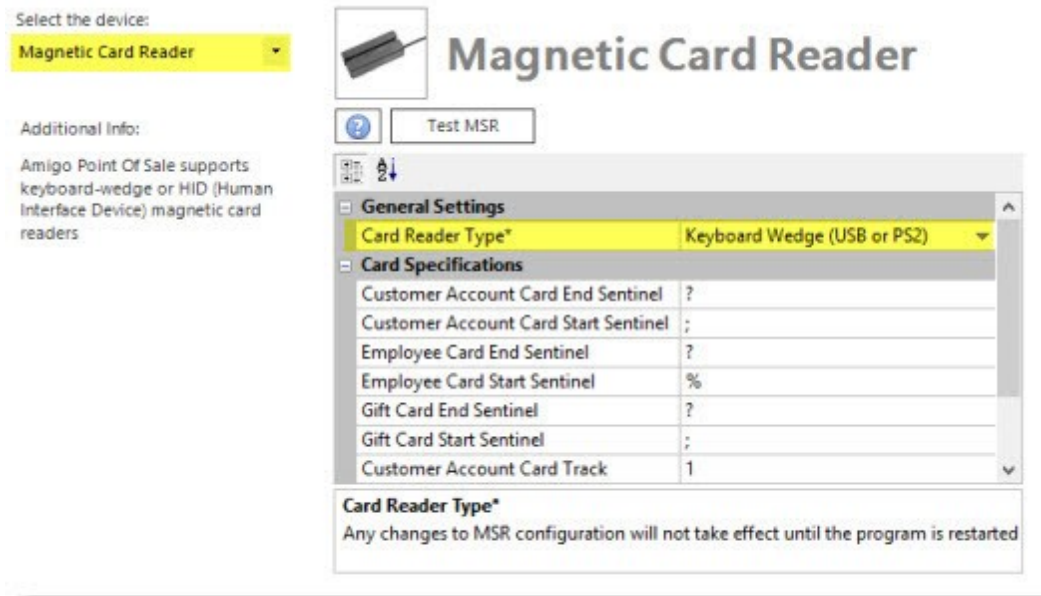 Select the device:
Magnetic Card Reader
Additional Info:
Amigo Point Of Sale supports
keyboard-wedge or HID (Human
Interface Device) magnetic card
readers
Magnetic Card Reader
?
Test MSR
A
Z
General Settings
Card Reader Type* Keyboard Wedge (USB or PS2)
Card Specifications
Customer Account Card End Sentinel ?
Customer Account Card Start Sentinel ;
Employee Card End Sentinel ?
Employee Card Start Sentinel %
Gift Card End Sentinel ?
Gift Card Start Sentinel ;
Customer Account Card Track 1
Card Reader Type*
Any changes to MSR configuration will not take effect until the program is restarted